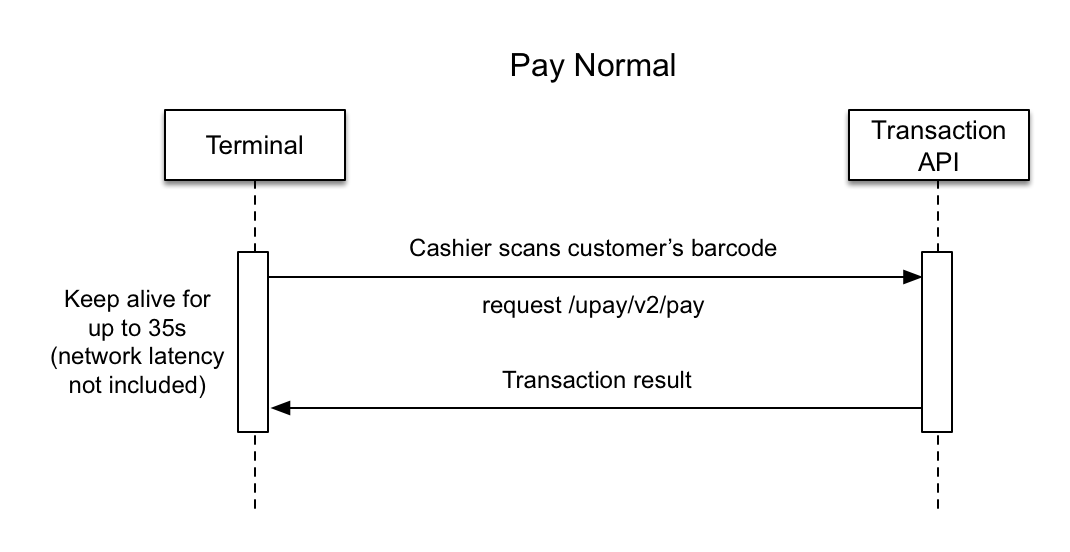 Pay Normal
Terminal
Transaction
API
Cashier scans customer’s barcode
request /upay/v2/pay
Keep alive for
up to 35s
(network latency
not included)
Transaction result